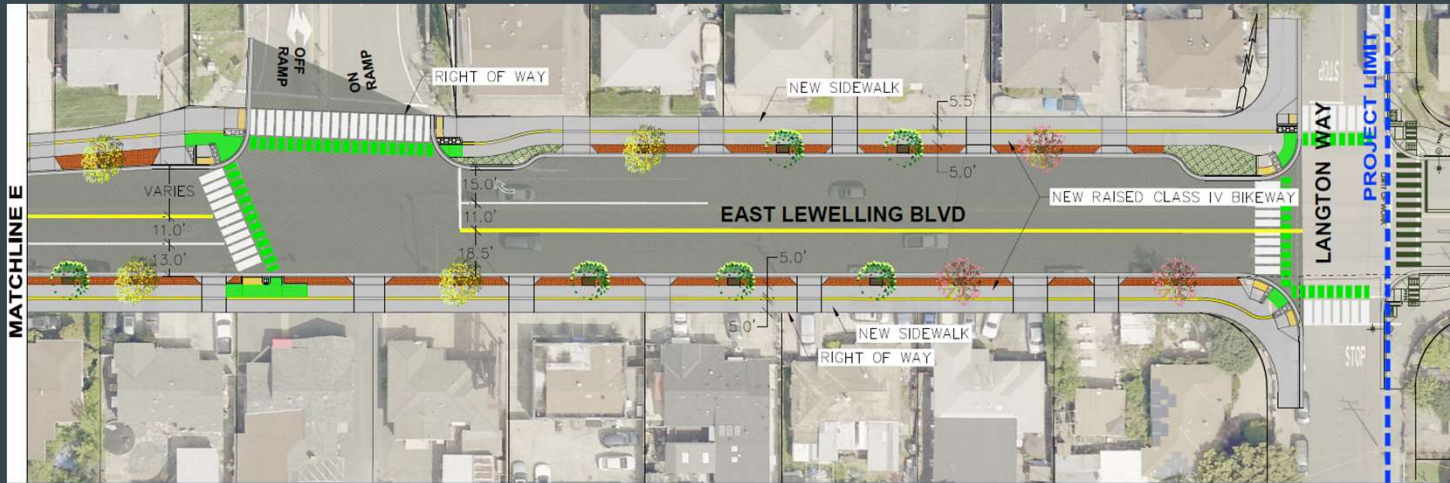 MATCHLINE E
OFF
RAMP
ON
RAMP
RIGHT OF WAY
NEW SIDEWALK
5.5'
5.0'
NEW RAISED CLASS IV BIKEWAY
VARIES
11.0'
13.0'
15.0'
11.0'
18.5'
EAST LEWELLING BLVD
5.0'
5.0'
NEW SIDEWALK
RIGHT OF WAY
LANGTON WAY
PROJECT LIMIT
STOP
STOP